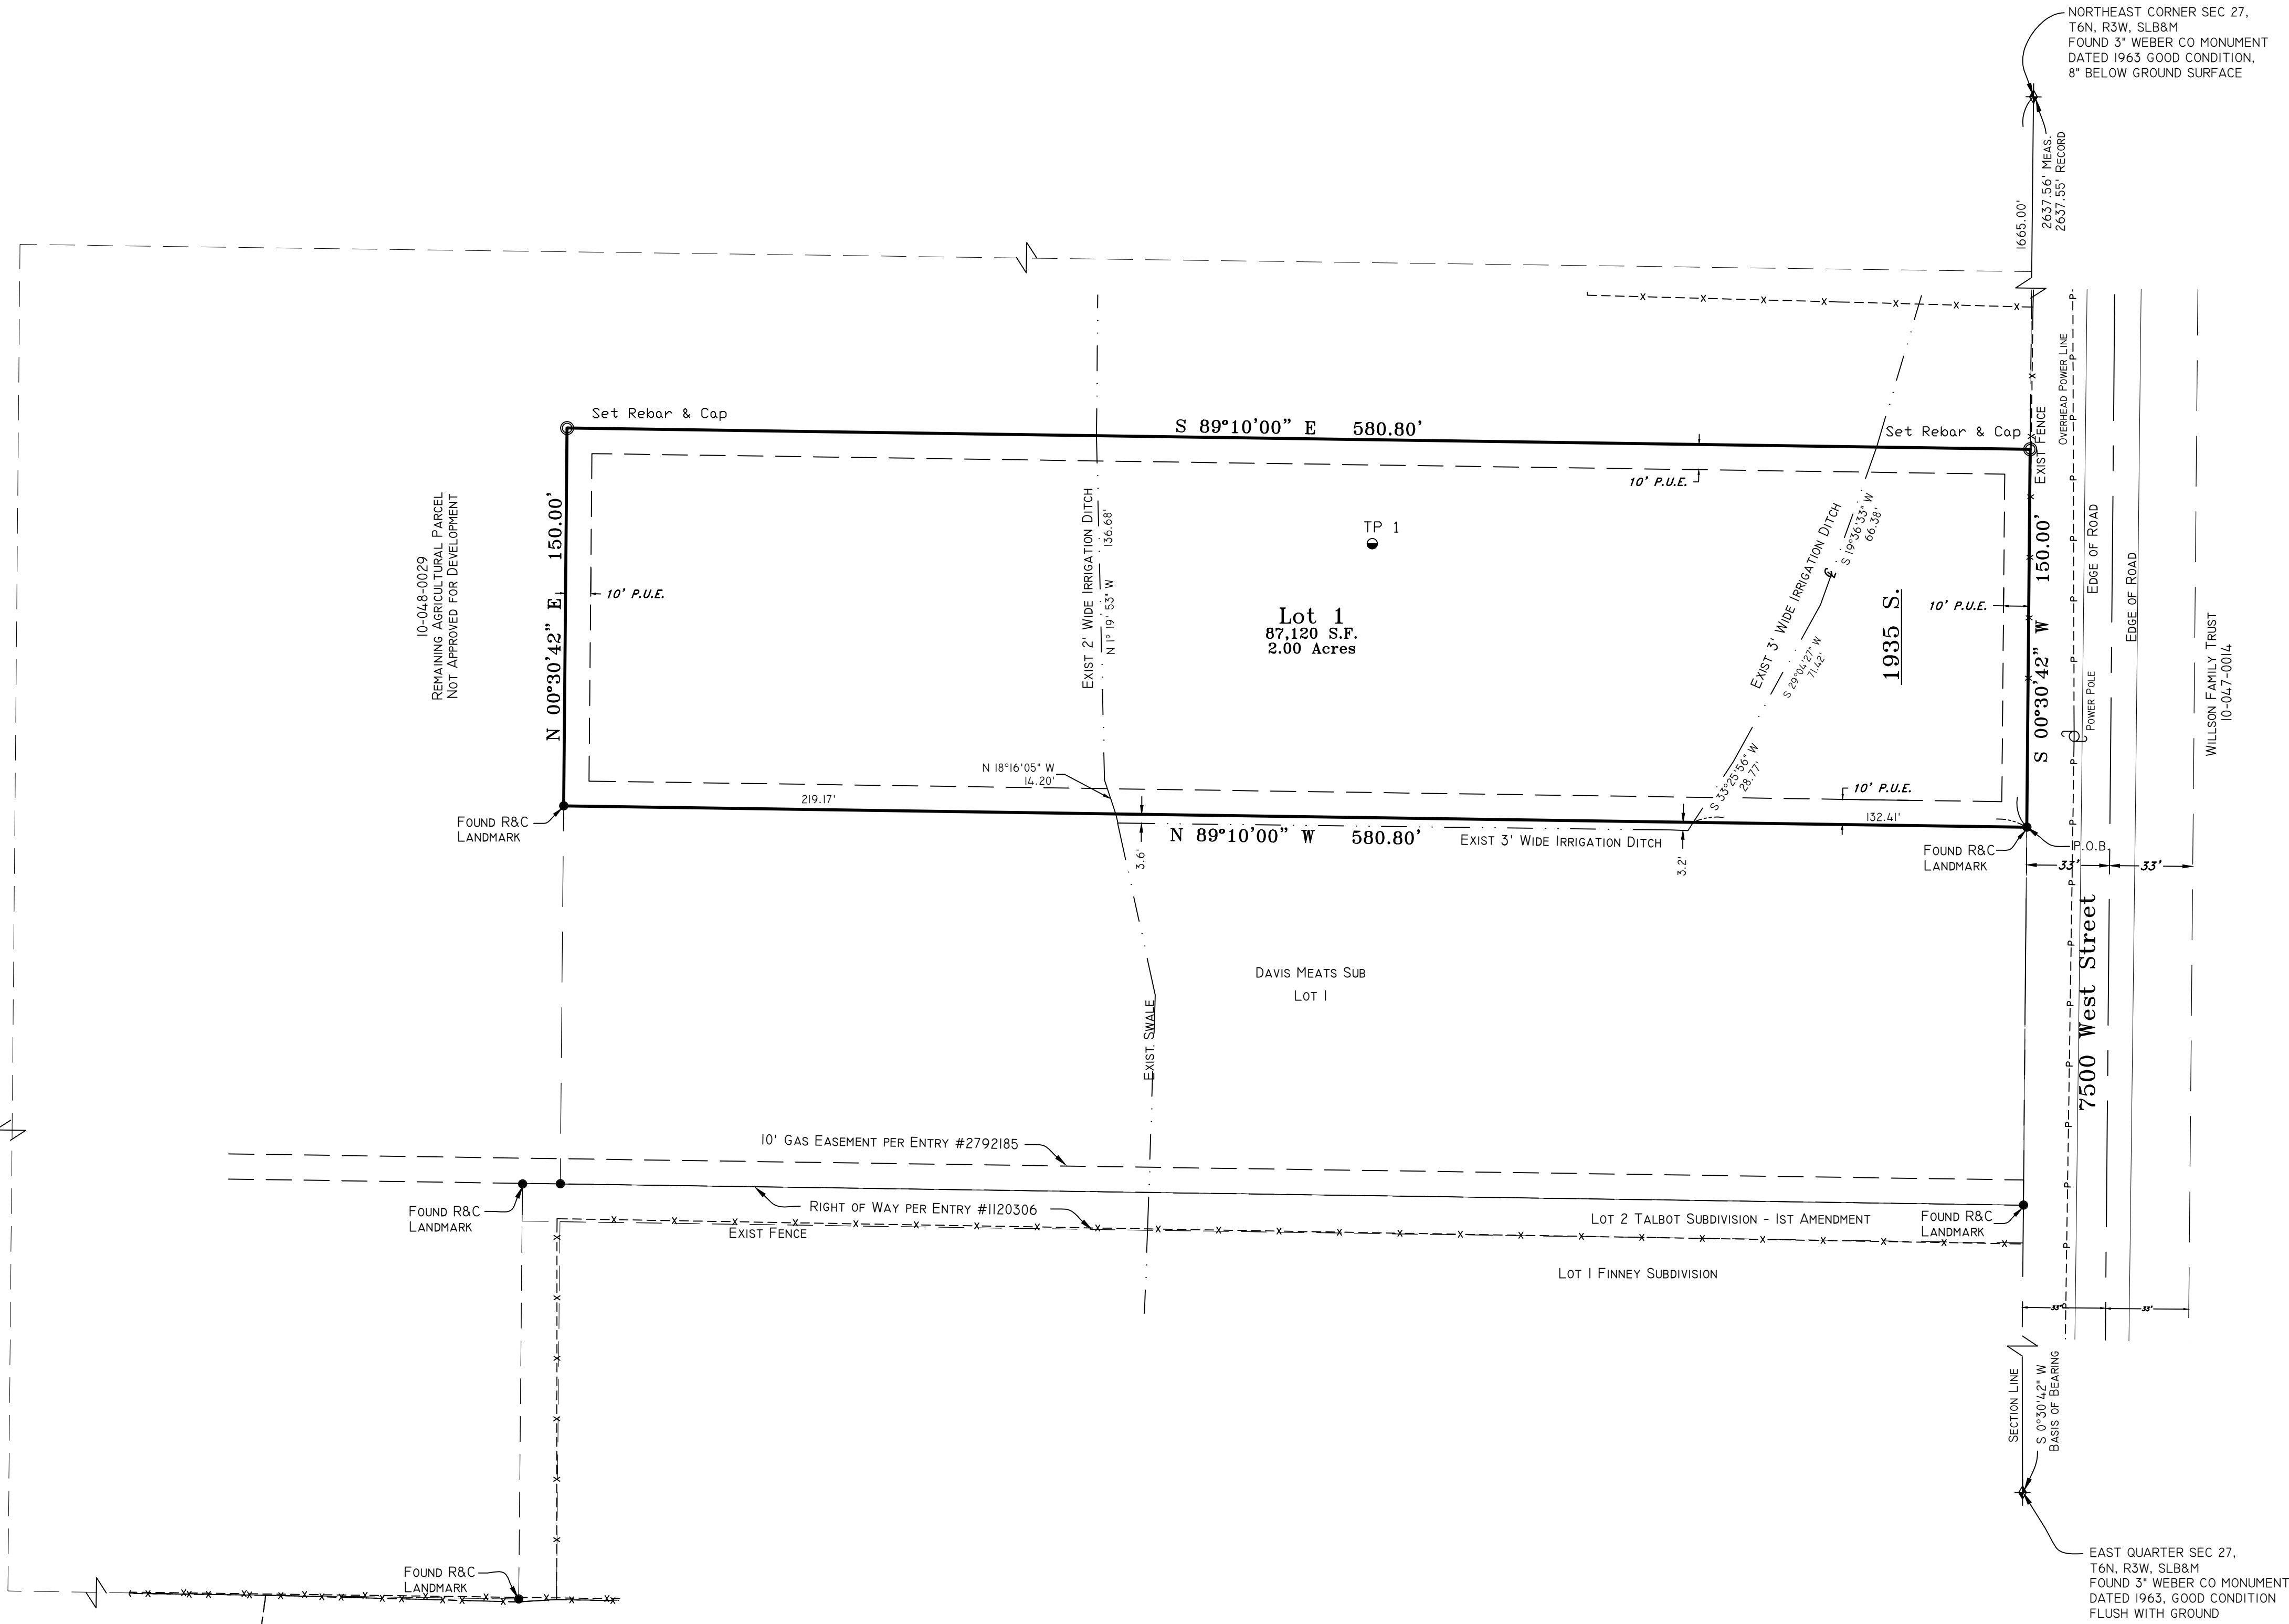 NORTHEAST CORNER SEC 27,
T6N, R3W, SLB&M
FOUND 3" WEBER CO MONUMENT
DATED 1963 GOOD CONDITION,
8" BELOW GROUND SURFACE
1665.00'
2637.56' MEAS.
2637.55' RECORD
Set Rebar & Cap
S 89°10'00" E 580.80'
Set Rebar & Cap
10' P.U.E.
EXIST FENCE
OVERHEAD POWER LINE
10-048-0029
REMAINING AGRICULTURAL PARCEL
NOT APPROVED FOR DEVELOPMENT
N 00°30'42" E 150.00'
10' P.U.E.
EXIST 2' WIDE IRRIGATION DITCH
N 1° 19' 53" W 136.68'
TP 1
Lot 1
87,120 S.F.
2.00 Acres
EXIST 3' WIDE IRRIGATION DITCH
℄
S 19°36'33" W
66.38'
S 29°04'27" W
71.42'
S 33°25'56" W
28.77'
1935 S.
10' P.U.E.
S 00°30'42" W 150.00'
EDGE OF ROAD
EDGE OF ROAD
POWER POLE
WILLSON FAMILY TRUST
10-047-0014
N 18°16'05" W
14.20'
219.17'
10' P.U.E.
132.41'
FOUND R&C
LANDMARK
3.6'
N 89°10'00" W 580.80'
EXIST 3' WIDE IRRIGATION DITCH
3.2'
FOUND R&C
LANDMARK
P.O.B.
33'
33'
7500 West Street
DAVIS MEATS SUB
LOT 1
EXIST. SWALE
10' GAS EASEMENT PER ENTRY #2792185
FOUND R&C
LANDMARK
RIGHT OF WAY PER ENTRY #1120306
EXIST FENCE
LOT 2 TALBOT SUBDIVISION - 1ST AMENDMENT
FOUND R&C
LANDMARK
LOT 1 FINNEY SUBDIVISION
33'
33'
SECTION LINE
S 0°30'42" W
BASIS OF BEARING
FOUND R&C
LANDMARK
EAST QUARTER SEC 27,
T6N, R3W, SLB&M
FOUND 3" WEBER CO MONUMENT
DATED 1963, GOOD CONDITION
FLUSH WITH GROUND